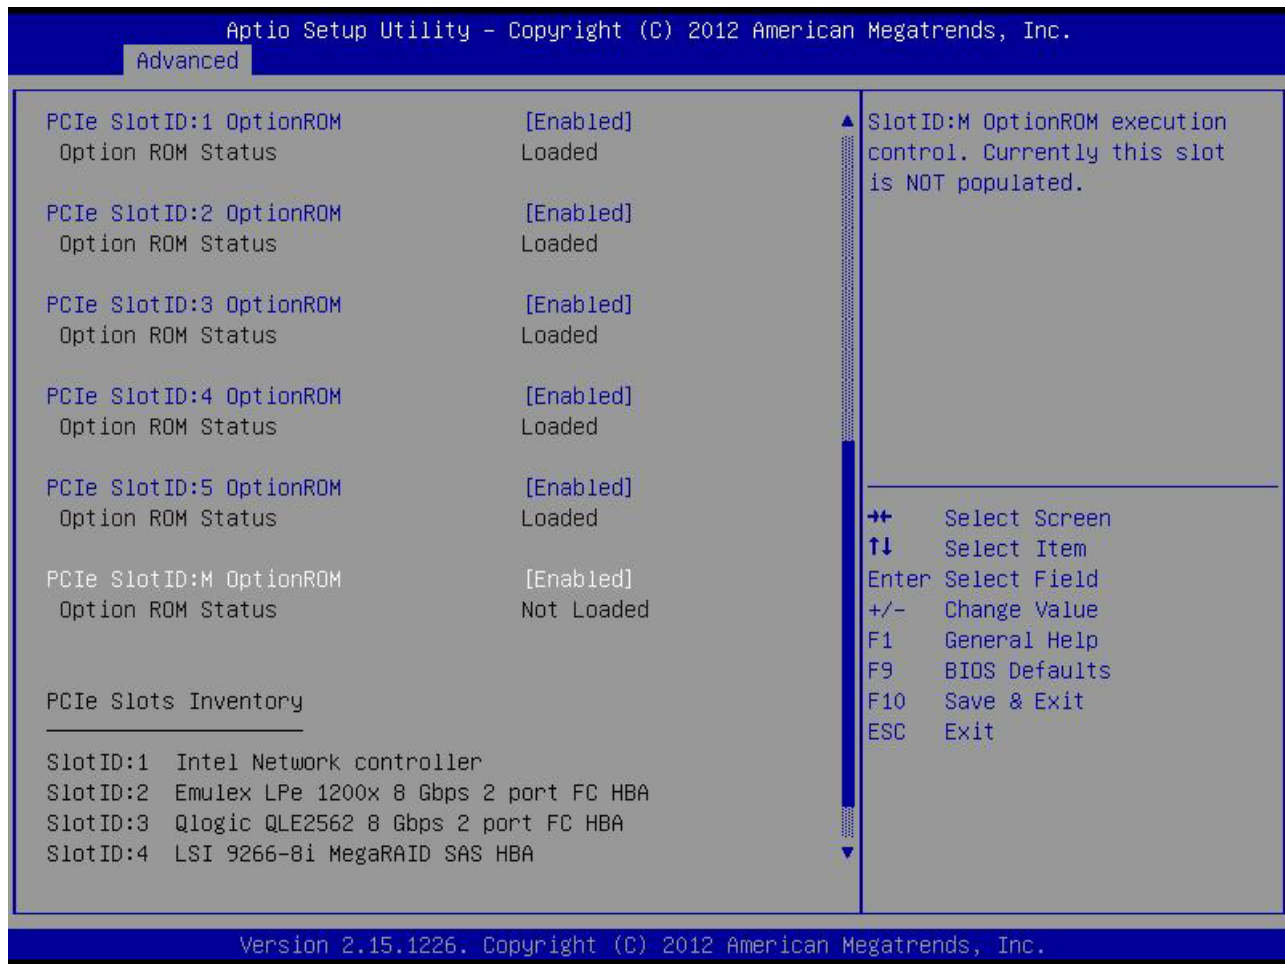 Aptio Setup Utility – Copyright (C) 2012 American Megatrends, Inc.
Advanced
PCIe SlotID:1 OptionROM [Enabled]
Option ROM Status Loaded
PCIe SlotID:2 OptionROM [Enabled]
Option ROM Status Loaded
PCIe SlotID:3 OptionROM [Enabled]
Option ROM Status Loaded
PCIe SlotID:4 OptionROM [Enabled]
Option ROM Status Loaded
PCIe SlotID:5 OptionROM [Enabled]
Option ROM Status Loaded
PCIe SlotID:M OptionROM [Enabled]
Option ROM Status Not Loaded
PCIe Slots Inventory
SlotID:1 Intel Network controller
SlotID:2 Emulex LPe 1200x 8 Gbps 2 port FC HBA
SlotID:3 Qlogic QLE2562 8 Gbps 2 port FC HBA
SlotID:4 LSI 9266-8i MegaRAID SAS HBA
SlotID:M OptionROM execution
control. Currently this slot
is NOT populated.
→← Select Screen
↑↓ Select Item
Enter Select Field
+/- Change Value
F1 General Help
F9 BIOS Defaults
F10 Save & Exit
ESC Exit
Version 2.15.1226. Copyright (C) 2012 American Megatrends, Inc.